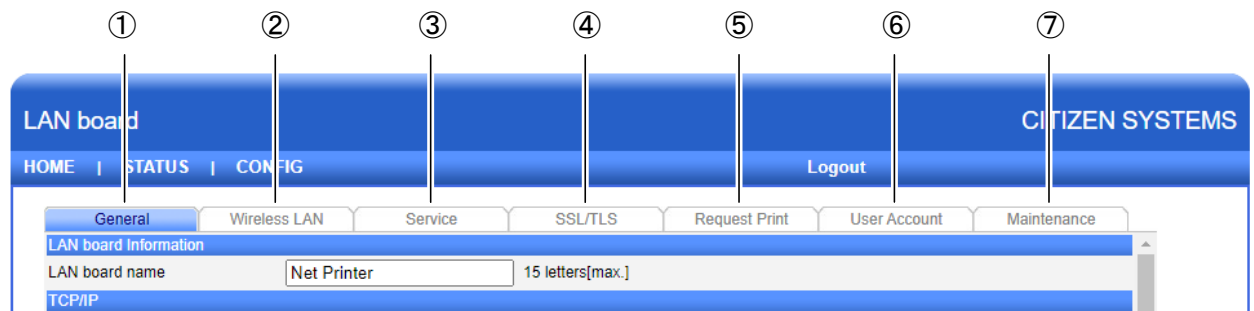 ① ② ③ ④ ⑤ ⑥ ⑦
LAN board CITIZEN SYSTEMS
HOME | STATUS | CONFIG Logout
General Wireless LAN Service SSL/TLS Request Print User Account Maintenance
LAN board Information
LAN board name Net Printer 15 letters[max.]
TCP/IP